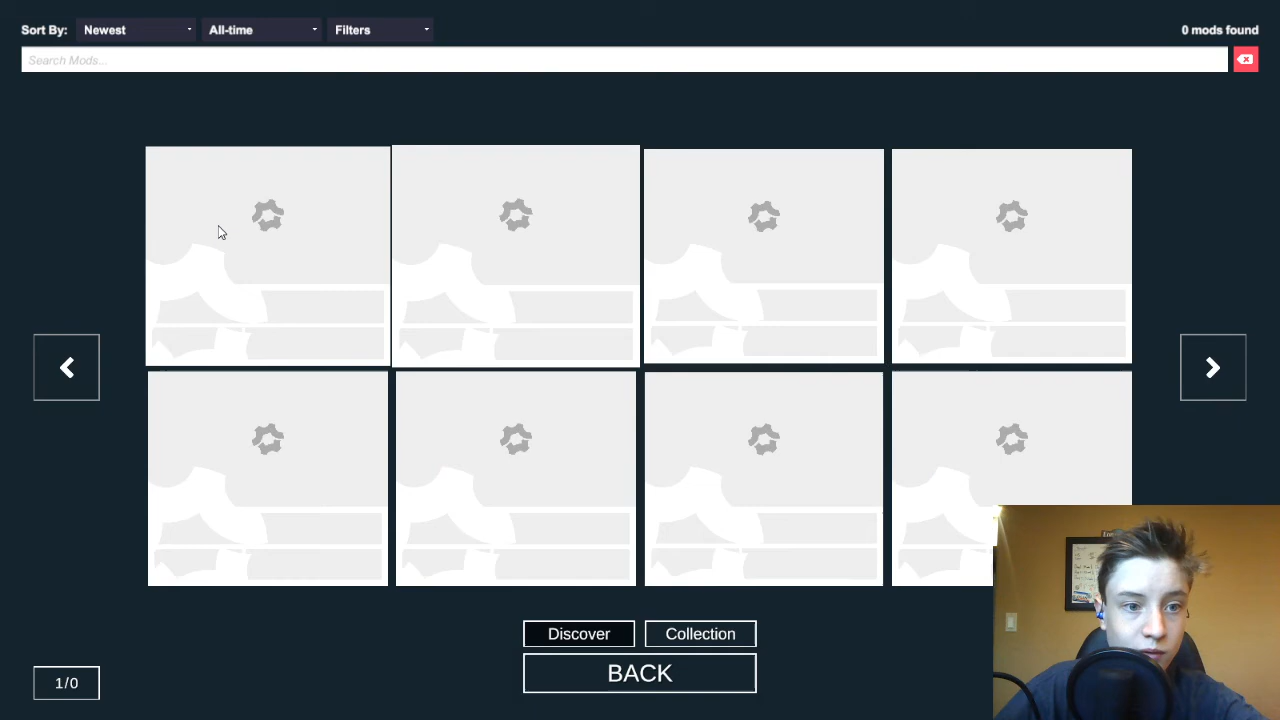 Sort By: Newest All-time Filters 0 mods found
Search Mods...
Discover Collection
BACK
1/0